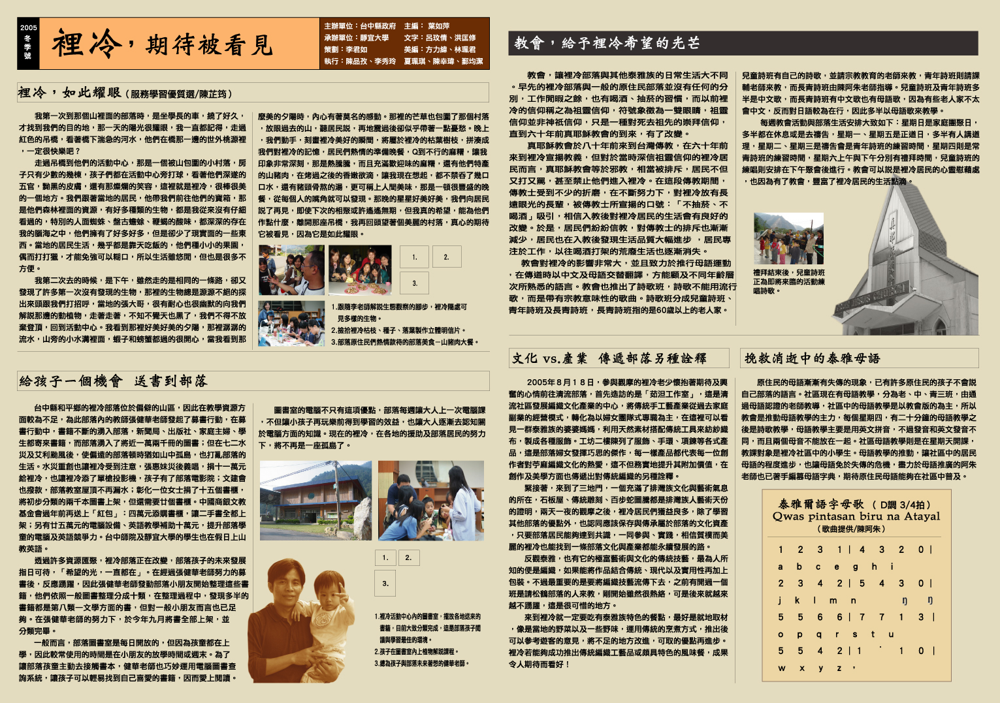 2005
冬季號
裡冷，期待被看見
主辦單位：台中縣政府　主編： 葉如萍
承辦單位：靜宜大學　文字：呂玟倩、洪匡修
策劃：李君如　美編：方力緯、林珮君
執行：陳品孜、李秀玲　夏珮琪、陳幸瑋、鄞均潔
裡冷，如此耀眼（服務學習優質選/陳芷筠）
我第一次到那個山裡面的部落時，是坐學長的車，繞了好久，
才找到我們的目的地，那一天的陽光很耀眼，我一直都記得，走過
紅色的吊橋，看著橋下湍急的河水，他們在橋那一邊的世外桃源裡
，一定很快樂吧？
走過吊橋到他們的活動中心，那是一個被山包圍的小村落，房
子只有少數的幾棟，孩子們都在活動中心旁打球，看著他們深邃的
五官，黝黑的皮膚，還有那燦爛的笑容，這裡就是裡冷，很棒很美
的一個地方。我們跟著當地的居民，他帶我們前往他們的寶箱，那
是他們森林裡面的資源，有好多種類的生物，都是我從來沒有仔細
看過的，特別的人面蜘蛛、盤古蟾蜍、鞭蝎的酸味，都深深的存在
我的腦海之中，他們擁有了好多好多，但是卻少了現實面的一些東
西。當地的居民生活，幾乎都是靠天吃飯的，他們種小小的果園，
偶而打打獵，才能免強可以糊口，所以生活雖悠閒，但也是很多不
方便。
我第二次去的時候，是下午，雖然走的是相同的一條路，卻又
發現了許多第一次沒有發現的生物，那裡的生物總是源源不絕的探
出來頭跟我們打招呼，當地的張大哥，很有耐心也很幽默的向我們
解説那邊的動植物，走著走著，不知不覺天也黑了，我們不得不放
棄登頂，回到活動中心。我看到那裡好美好美的夕陽，那裡潺潺的
流水，山旁的小水溝裡面，蝦子和螃蟹都過的很開心，當我看到那
麼美的夕陽時，內心有著莫名的感動。那裡的芒草也包圍了那個村落
，放眼過去的山，聽居民説，再地震過後卻似乎帶著一點憂愁。晚上
，我們動手，刻畫裡冷美好的瞬間，將屬於裡冷的枯葉樹枝，拼湊成
我們對裡冷的記憶，居民們熱情的準備晚餐，Q到不行的麻糬，讓我
印象非常深刻，那是熱騰騰，而且充滿歡迎味的麻糬，還有他們特產
的山豬肉，在烤過之後的香嫩欲滴，讓我現在想起，都不禁吞了幾口
口水，還有豬頭骨熬的湯，更可稱上人間美味，那是一頓很豐盛的晚
餐，從每個人的嘴角就可以發現。那晚的星星好美好美，我們向居民
説了再見，即使下次的相聚或許遙遙無期，但我真的希望，能為他們
作點什麼，離開那座吊橋，我再回頭望著個美麗的村落，真心的期待
它被看見，因為它是如此耀眼。
1.
2.
3.
1.跟隨李老師解説生態觀察的腳步，裡冷隨處可
見多樣的生物。
2.撿拾裡冷枯枝、種子、落葉製作立體明信片。
3.部落原住民們熱情款待的部落美食－山豬肉大餐。
給孩子一個機會　送書到部落
台中縣和平鄉的裡冷部落位於偏僻的山區，因此在教學資源方
面較為不足，為此部落內的教師張健華老師發起了募書行動，在募
書行動中，書籍不斷的湧入部落，新聞局、出版社、家庭主婦、學
生都寄來書籍，而部落湧入了將近一萬兩千冊的圖書；但在七二水
災及艾利颱風後，使偏遠的部落頓時猶如山中孤島，也打亂部落的
生活。水災重創也讓裡冷受到注意，張惠妹災後義唱，捐十一萬元
給裡冷，也讓裡冷添了單槍投影機，孩子有了部落電影院；文建會
也撥款，部落教室屋頂不再漏水；彰化一位女士捐了十五個書櫃，
將初步分類的兩千本圖書上架，但還需要廿個書櫃。中國商銀文教
基金會過年前再送上「紅包」：四萬元添購書櫃，讓二手書全都上
架；另有廿五萬元的電腦設備、英語教學補助十萬元，提升部落學
童的電腦及英語競爭力。台中師院及靜宜大學的學生也在假日上山
教英語。
透過許多資源匯聚，裡冷部落正在改變，部落孩子的未來發展
指日可待，「希望的光，一直都在」。在經過張健華老師努力的募
書後，反應踴躍，因此張健華老師發動部落小朋友開始整理這些書
籍，他們依照一般圖書整理分成十類，在整理過程中，發現多半的
書籍都是第八類－文學方面的書，但對一般小朋友而言也已足
夠。在張健華老師的努力下，於今年九月將書全部上架，並
分類完畢。
一般而言，部落圖書室是每日開放的，但因為孩童都在上
學，因此較常使用的時間是在小朋友的放學時間或週末。為了
讓部落孩童主動去接觸書本，健華老師也巧妙運用電腦圖書查
詢系統，讓孩子可以輕易找到自己喜愛的書籍，因而愛上閱讀。
圖書室的電腦不只有這項優點，部落每週讓大人上一次電腦課
，不但讓小孩子再玩樂前得到學習的效益，也讓大人逐漸去認知關
於電腦方面的知識。現在的裡冷，在各地的援助及部落居民的努力
下，將不再是一座孤島了。
1.
2.
3.
1.裡冷活動中心內的圖書室，擺放各地送來的
書籍，目前大致分類完成，這是部落孩子閱
讀與學習最佳的環境。
2.孩子在圖書室內上植物解説課程。
3.總為孩子與部落未來著想的健華老師。
教會，給予裡冷希望的光芒
教會，讓裡冷部落與其他泰雅族的日常生活大不同
。早先的裡冷部落與一般的原住民部落並沒有任何的分
別，工作閒暇之餘，也有喝酒、抽菸的習慣，而以前裡
冷的信仰稱之為祖靈信仰，符號象徵為一雙眼睛，祖靈
信仰並非神祇信仰，只是一種對死去祖先的崇拜信仰，
直到六十年前真耶穌教會的到來，有了改變。
真耶穌教會於八十年前來到台灣傳教，在六十年前
來到裡冷宣揚教義，但對於當時深信祖靈信仰的裡冷居
民而言，真耶穌教會等於邪教，相當被排斥，居民不但
又打又罵，甚至禁止他們進入裡冷。在這段傳教期間，
傳教士受到不少的折磨，在不斷努力下，對裡冷放有長
遠眼光的長輩，被傳教士所宣揚的口號：「不抽菸、不
喝酒」吸引，相信入教後對裡冷居民的生活會有良好的
改變。於是，居民們紛紛信教，對傳教士的排斥也漸漸
減少，居民也在入教後發現生活品質大幅進步 ，居民專
注於工作，以往喝酒打架的荒廢生活也逐漸消失。
教會對裡冷的影響非常大，並且致力於推行母語運動
，在傳道時以中文及母語交替翻譯，方能顧及不同年齡層
次所熟悉的語言。教會也推出了詩歌班，詩歌不能用流行
歌，而是帶有宗教意味性的歌曲。詩歌班分成兒童詩班、
青年詩班及長青詩班，長青詩班指的是60歲以上的老人家。
兒童詩班有自己的詩歌，並請宗教教育的老師來教，青年詩班則請課
輔老師來教，而長青詩班由陳阿朱老師指導。兒童詩班及青年詩班多
半是中文歌，而長青詩班有中文歌也有母語歌，因為有些老人家不太
會中文，反而對日語較為在行，因此多半以母語歌來教學。
每週教會活動與部落生活安排大致如下：星期日是家庭團聚日，
多半都在休息或是去禱告，星期一、星期五是正道日，多半有人講道
理，星期二、星期三是禱告會是青年詩班的練習時間，星期四則是常
青詩班的練習時間，星期六上午與下午分別有禮拜時間，兒童詩班的
練唱則安排在下午聚會後進行。教會可以説是裡冷居民的心靈慰藉處
，也因為有了教會，豐富了裡冷居民的生活點滴。
禮拜結束後，兒童詩班
正為即將來臨的活動練
唱詩歌。
文化 vs.產業　傳遞部落另種詮釋
2005年８月１８日，參與觀摩的裡冷老少懷抱著期待及興
奮的心情前往清流部落，首先造訪的是「茹沮工作室」，這是清
流社區發展編織文化產業的中心，將傳統手工藝產業從過去家庭
副業的經營模式，轉化為以婦女團隊式專職為主，在這裡可以看
見一群泰雅族的婆婆媽媽，利用天然素材搭配傳統工具來紡紗織
布，製成各種服飾。工坊二樓陳列了服飾、手環、項鍊等各式產
品，這是部落婦女發揮巧思的傑作，每一樣產品都代表每一位創
作者對苧麻編織文化的熱愛，這不但務實地提升其附加價值，在
創作及美學方面也傳遞出對傳統編織的另種詮釋。
緊接著，來到了三地門，一個充滿了排灣族文化與藝術氣息
的所在，石板屋、傳統雕刻、百步蛇圖騰都是排灣族人藝術天份
的證明，兩天一夜的觀摩之後，裡冷居民們獲益良多，除了學習
其他部落的優點外，也認同應該保存與傳承屬於部落的文化資產
，只要部落居民能夠達到共識，一同參與、實踐，相信質樸而美
麗的裡冷也能找到一條部落文化與產業都能永續發展的路。
反觀泰雅，也有它的極富藝術與文化的傳統技藝，最為人所
知的便是編織，如果能將作品結合傳統、現代以及實用性再加上
包裝。不過最重要的是要將編織技藝流傳下去，之前有開過一個
班是請松鶴部落的人來教，剛開始雖然很熱絡，可是後來就越來
越不踴躍，這是很可惜的地方。
來到裡冷就一定要吃有泰雅族特色的餐點，最好是就地取材
，像是當地的野菜以及一些野味，運用傳統的烹煮方式，推出後
可以參考遊客的意見，將不足的地方改進，可取的優點再進步。
裡冷若能夠成功推出傳統編織工藝品或頗具特色的風味餐，成果
令人期待而看好！
挽救消逝中的泰雅母語
原住民的母語漸漸有失傳的現象，已有許多原住民的孩子不會説
自己部落的語言。社區現在有母語教學，分為老、中、青三班，由通
過母語認證的老師教導，社區中的母語教學是以教會版的為主，所以
教會是推動母語教學的主力，每個星期四，有二十分鐘的母語教學之
後是詩歌教學，母語教學主要是用英文拼音，不過發音和英文發音不
同，而且兩個母音不能放在一起。社區母語教學則是在星期天開課，
教課對象是裡冷社區中的小學生。母語教學的推動，讓社區中的居民
母語的程度進步，也讓母語免於失傳的危機，盡力於母語推廣的阿朱
老師也已著手編纂母語字典，期待原住民母語能夠在社區中普及。
泰雅爾語字母歌 （ D調 3/4拍）
Qwas pintasan biru na Atayal
（歌曲提供/陳阿朱）
1 2 3 1 | 4 3 2 0 |
a b c e g h i
2 3 4 2 | 5 4 3 0 |
j k l m n ŋ ŋ
5 5 6 6 | 7 7 1 3 |
o p q r s t u
5 5 4 2 | 1 ˙ 1 0 |
w x y z ，